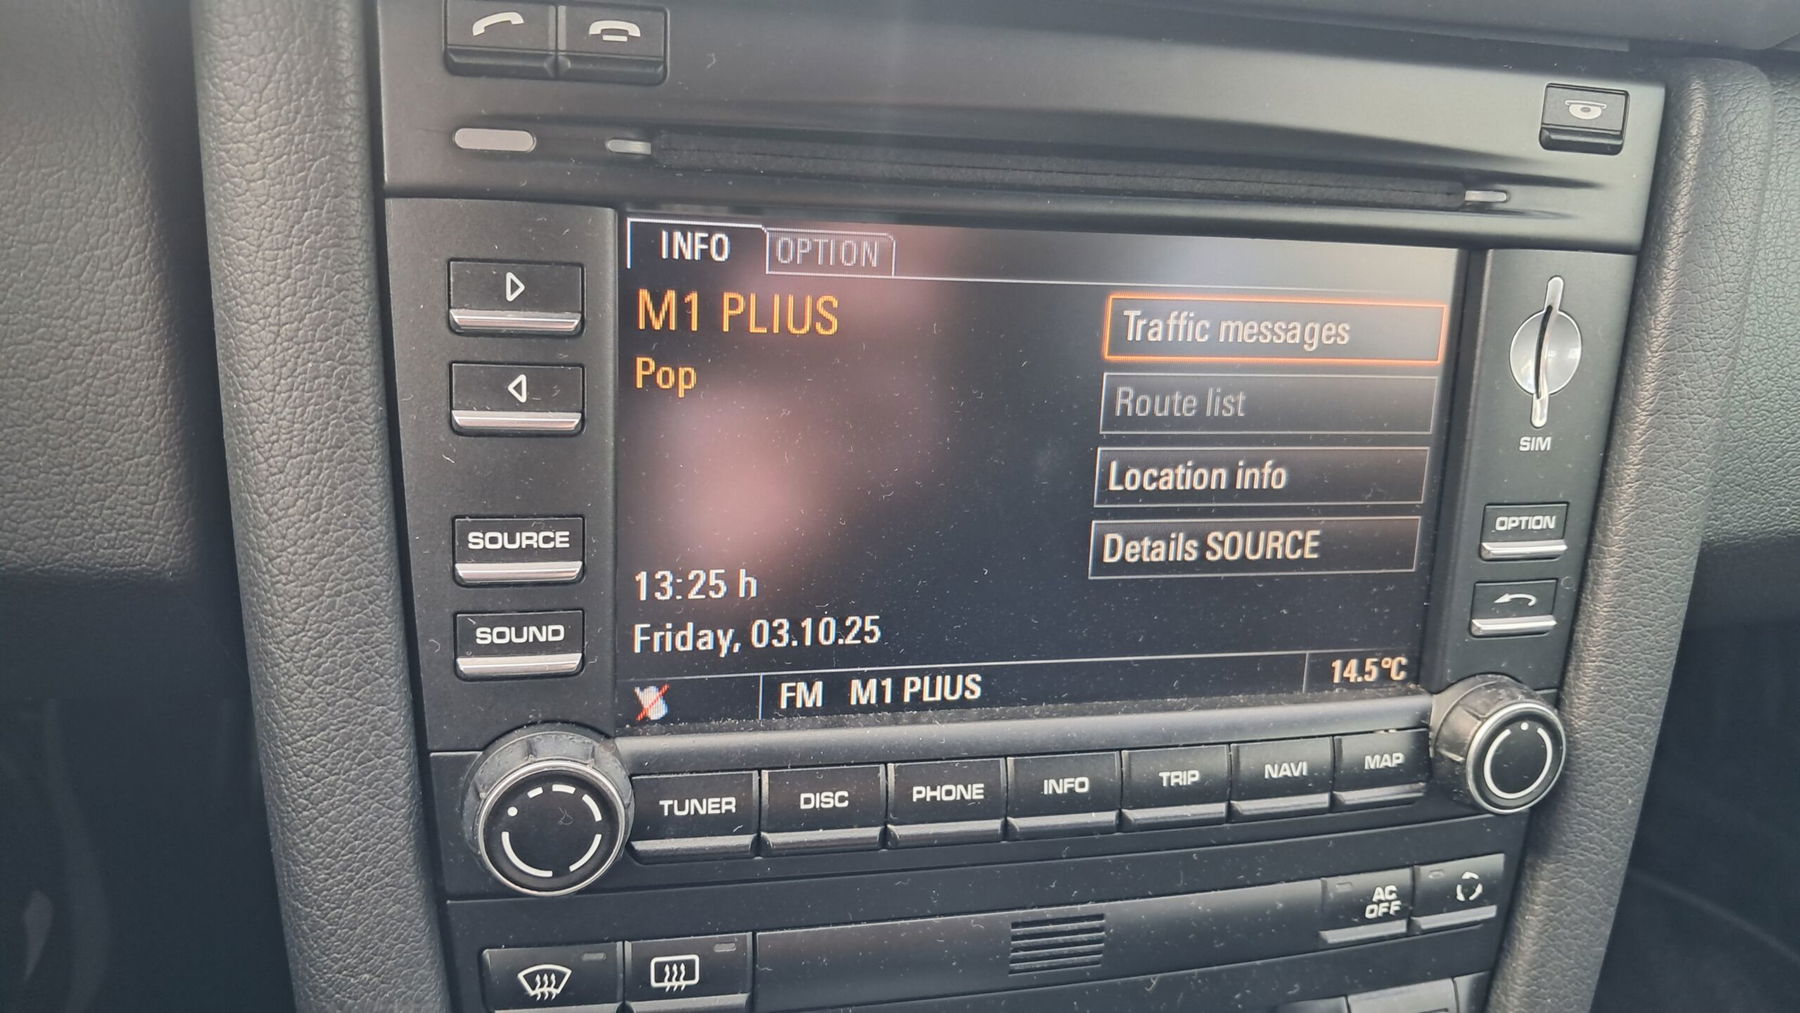 INFO OPTION
M1 PLIUS
Pop
Traffic messages
Route list
Location info
Details SOURCE
13:25 h
Friday, 03.10.25
FM M1 PLIUS 14.5°C
SOURCE
SOUND
SIM
OPTION
TUNER DISC PHONE INFO TRIP NAVI MAP
AC
OFF